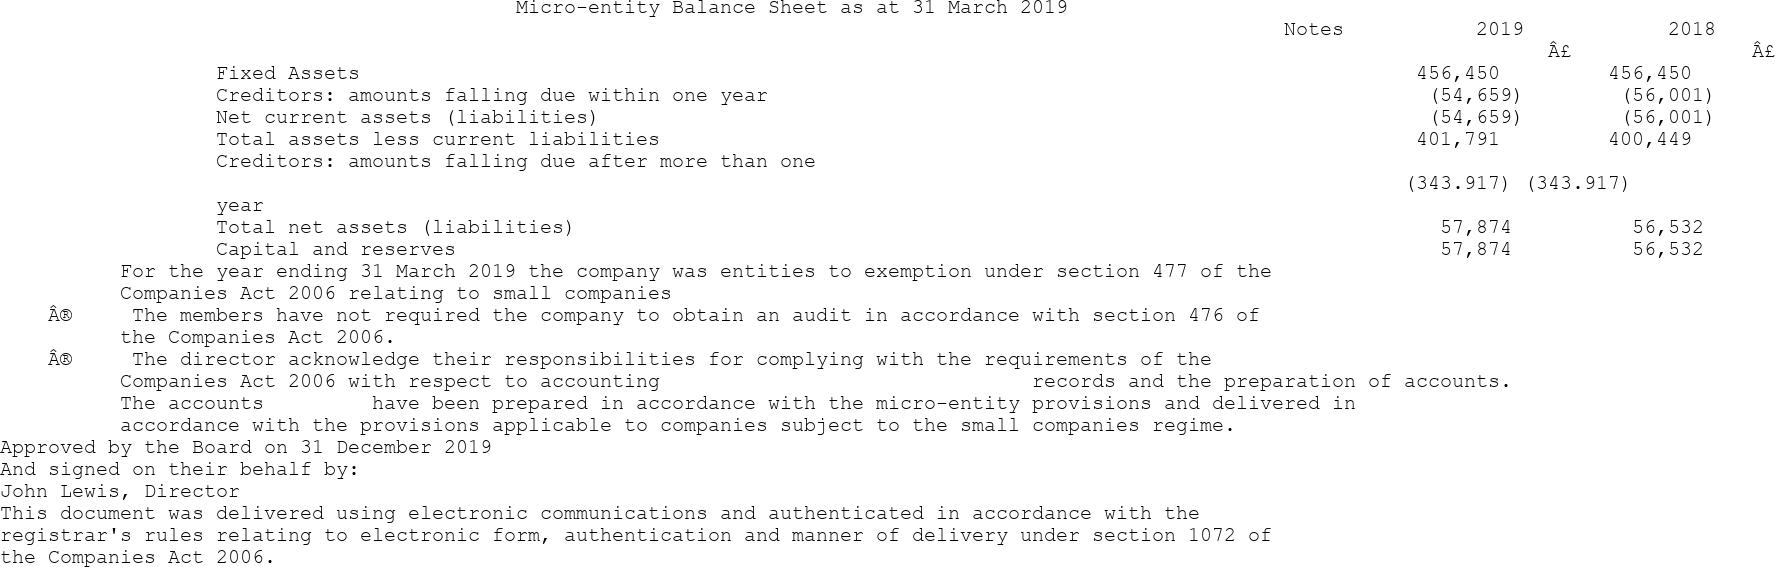 Micro-entity Balance Sheet as at 31 March 2019
Notes 2019 2018
Â£ Â£
Fixed Assets 456,450 456,450
Creditors: amounts falling due within one year (54,659) (56,001)
Net current assets (liabilities) (54,659) (56,001)
Total assets less current liabilities 401,791 400,449
Creditors: amounts falling due after more than one
(343.917) (343.917)
year
Total net assets (liabilities) 57,874 56,532
Capital and reserves 57,874 56,532
For the year ending 31 March 2019 the company was entities to exemption under section 477 of the
Companies Act 2006 relating to small companies
Â® The members have not required the company to obtain an audit in accordance with section 476 of
the Companies Act 2006.
Â® The director acknowledge their responsibilities for complying with the requirements of the
Companies Act 2006 with respect to accounting records and the preparation of accounts.
The accounts have been prepared in accordance with the micro-entity provisions and delivered in
accordance with the provisions applicable to companies subject to the small companies regime.
Approved by the Board on 31 December 2019
And signed on their behalf by:
John Lewis, Director
This document was delivered using electronic communications and authenticated in accordance with the
registrar's rules relating to electronic form, authentication and manner of delivery under section 1072 of
the Companies Act 2006.